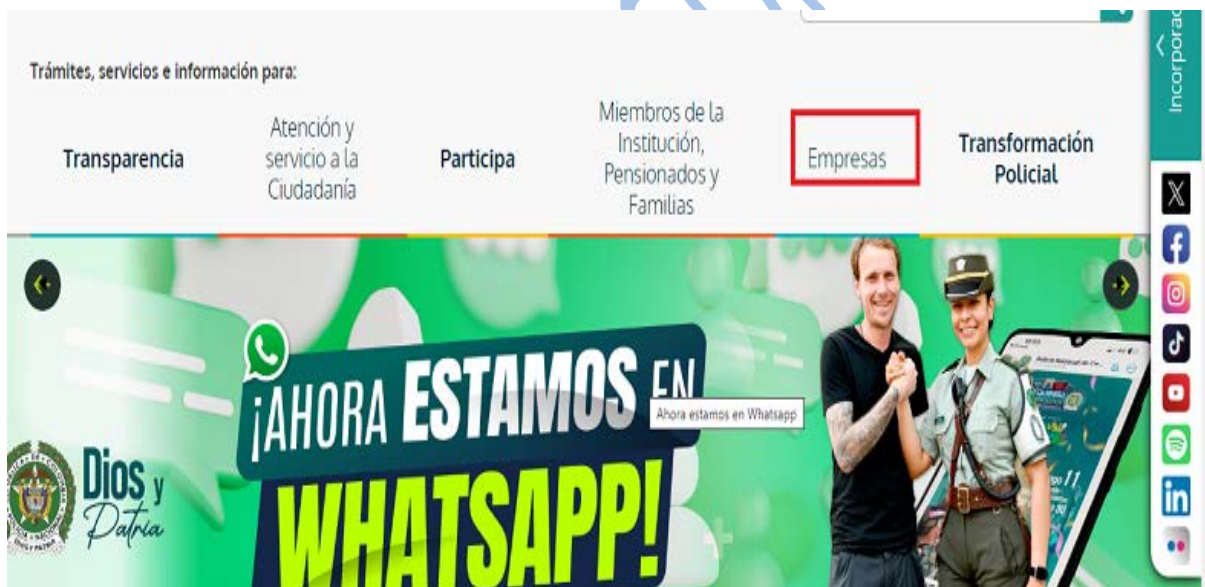 Incorporac
Trámites, servicios e información para:
Transparencia
Atención y
servicio a la
Ciudadanía
Participa
Miembros de la
Institución,
Pensionados y
Familias
Empresas
Transformación
Policial
¡AHORA ESTAMOS EN
Ahora estamos en Whatsapp
WHATSAPP!
Dios y
Patria